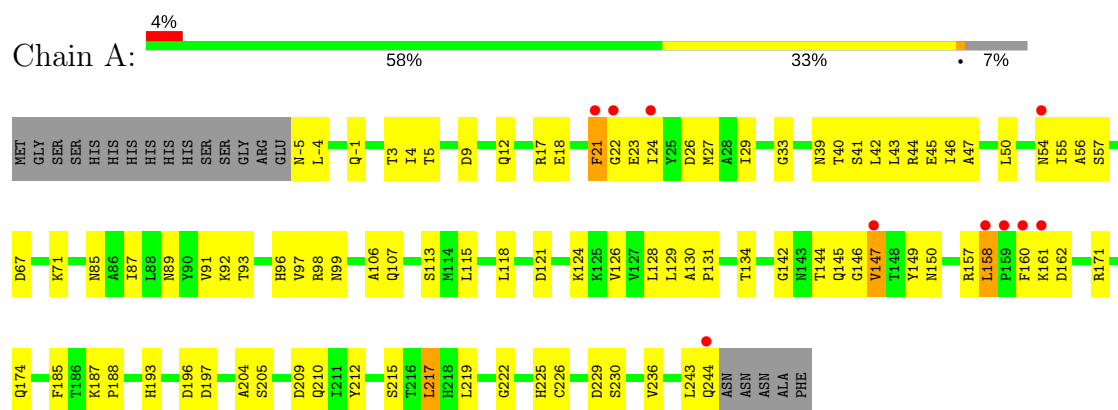 4%
Chain A:
58% 33% • 7%
MET GLY SER SER HIS HIS HIS HIS HIS HIS SER SER GLY ARG GLU N-5 L-4 Q-1 T3 I4 T5 D9 Q12 R17 E18 F21 G22 E23 I24 Y25 D26 M27 A28 I29 G33 N39 T40 S41 L42 L43 R44 E45 I46 A47 L50 N54 I55 A56 S57
D67 K71 N85 A86 I87 L88 N89 Y90 V91 K92 T93 H96 V97 R98 N99 A106 Q107 S113 M114 L115 L118 D121 K124 K125 V126 V127 L128 L129 A130 P131 T134 G142 N143 T144 Q145 G146 V147 T148 Y149 N150 R157 L158 P159 F160 K161 D162 R171
Q174 F185 T186 K187 P188 H193 D196 D197 A204 S205 D209 Q210 I211 Y212 S215 T216 L217 H218 L219 G222 H225 C226 D229 S230 V236 L243 Q244 ASN ASN ASN ALA PHE